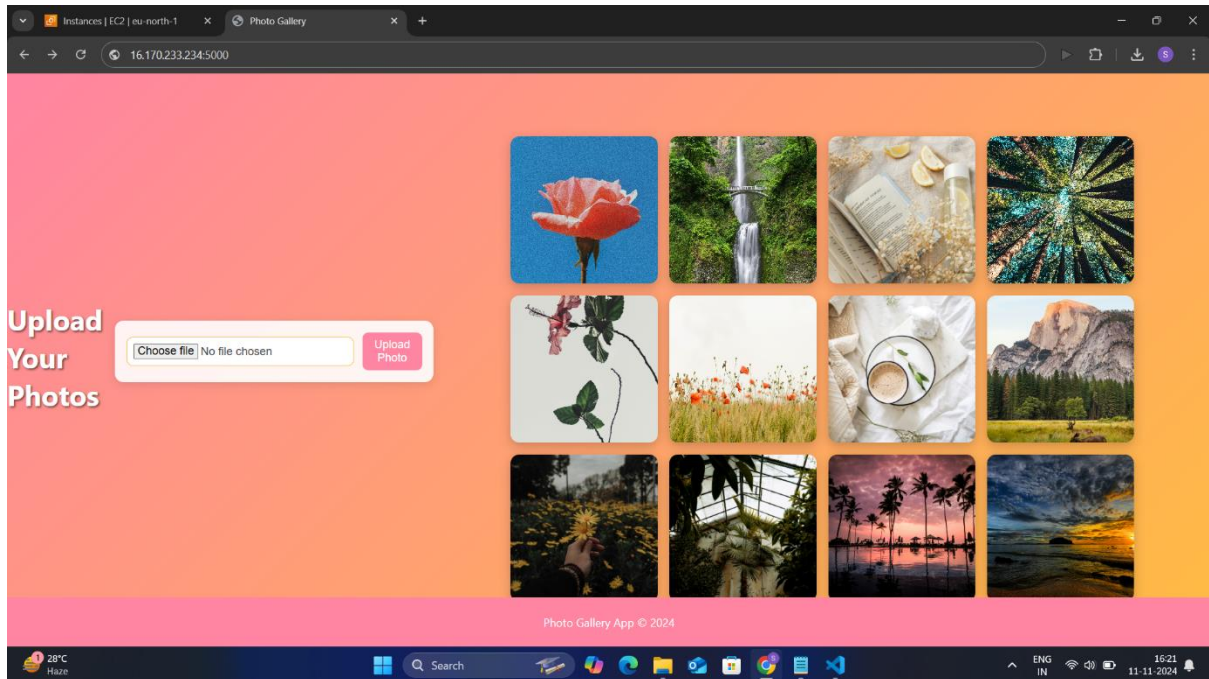 Instances | EC2 | eu-north-1
Photo Gallery
16.170.233.234:5000
S
Upload
Your
Photos
Choose file No file chosen
Upload
Photo
Photo Gallery App © 2024
1
28°C
Haze
Search
ENG
IN
16:21
11-11-2024